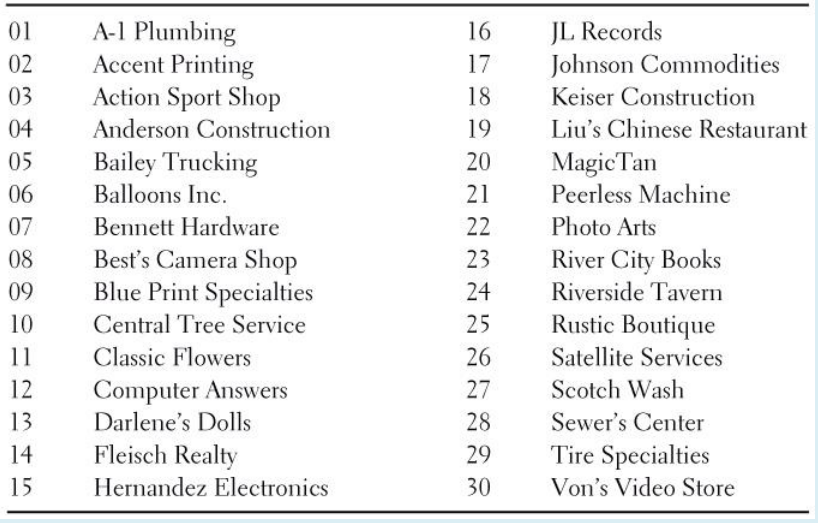 01 A-1 Plumbing 16 JL Records
02 Accent Printing 17 Johnson Commodities
03 Action Sport Shop 18 Keiser Construction
04 Anderson Construction 19 Liu's Chinese Restaurant
05 Bailey Trucking 20 MagicTan
06 Balloons Inc. 21 Peerless Machine
07 Bennett Hardware 22 Photo Arts
08 Best's Camera Shop 23 River City Books
09 Blue Print Specialties 24 Riverside Tavern
10 Central Tree Service 25 Rustic Boutique
11 Classic Flowers 26 Satellite Services
12 Computer Answers 27 Scotch Wash
13 Darlene's Dolls 28 Sewer's Center
14 Fleisch Realty 29 Tire Specialties
15 Hernandez Electronics 30 Von's Video Store